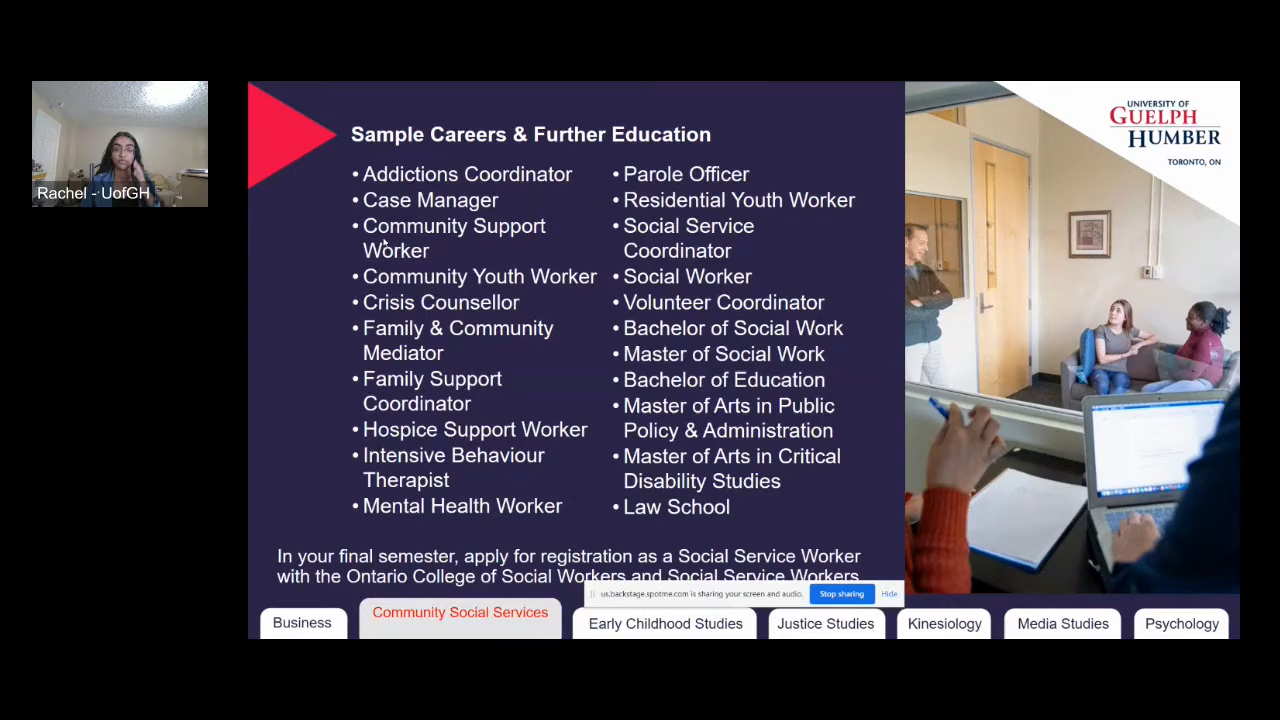 UNIVERSITY OF
GUELPH
HUMBER
TORONTO, ON
Rachel - UofGH
Sample Careers & Further Education
• Addictions Coordinator
• Case Manager
• Community Support
Worker
• Community Youth Worker
• Crisis Counsellor
• Family & Community
Mediator
• Family Support
Coordinator
• Hospice Support Worker
• Intensive Behaviour
Therapist
• Mental Health Worker
• Parole Officer
• Residential Youth Worker
• Social Service
Coordinator
• Social Worker
• Volunteer Coordinator
• Bachelor of Social Work
• Master of Social Work
• Bachelor of Education
• Master of Arts in Public
Policy & Administration
• Master of Arts in Critical
Disability Studies
• Law School
In your final semester, apply for registration as a Social Service Worker
with the Ontario College of Social Workers and Social Service Workers
us.backstage.spotme.com is sharing your screen and audio. Stop sharing Hide
Business Community Social Services Early Childhood Studies Justice Studies Kinesiology Media Studies Psychology